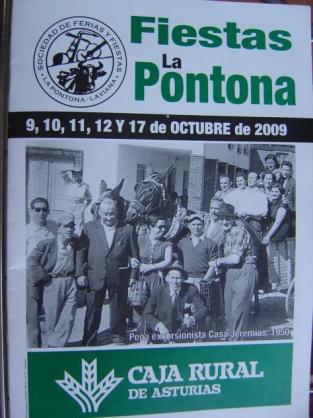 SOCIEDAD DE FERIAS Y FIESTAS
· LA PONTONA · LAVIANA ·
Fiestas
La
Pontona
9, 10, 11, 12 Y 17 de OCTUBRE de 2009
Peña excursionista Casa Jeremías. 1950
CAJA RURAL
DE ASTURIAS